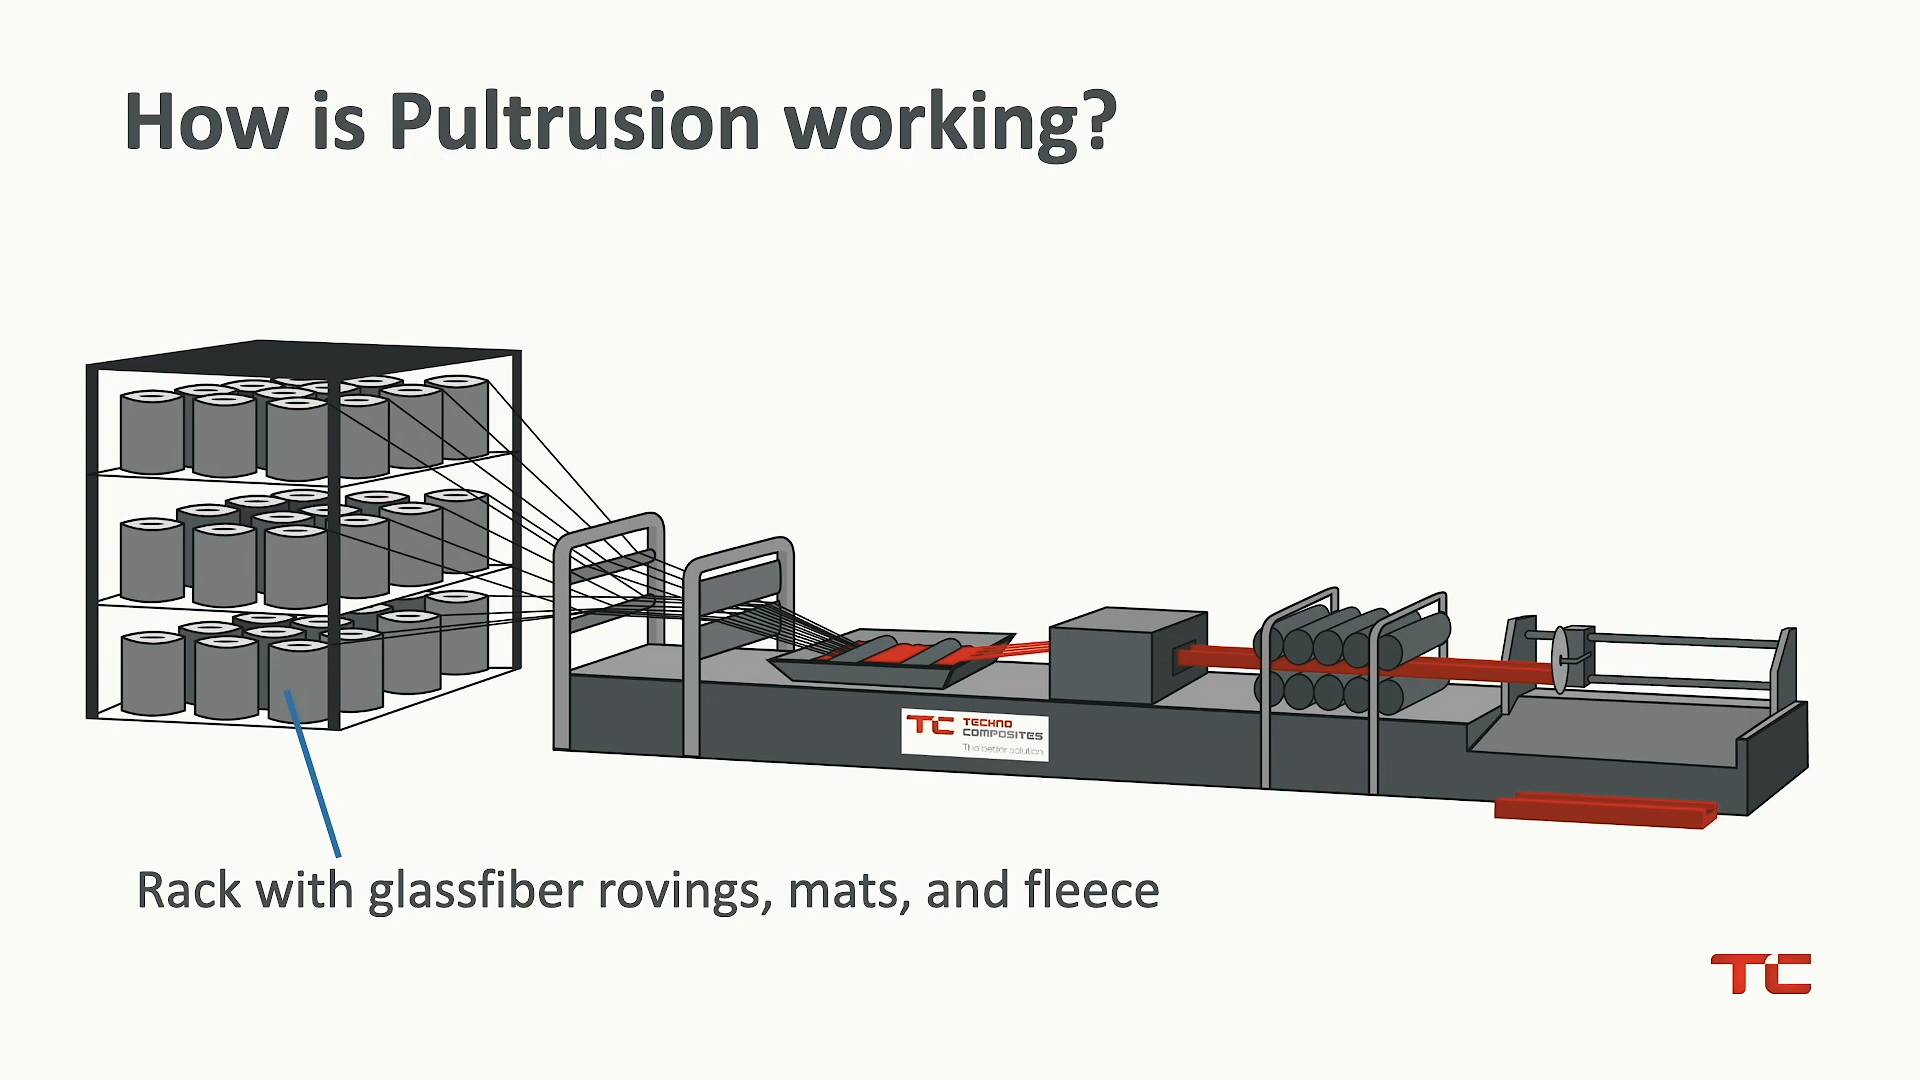 How is Pultrusion working?
TC TECHNO
COMPOSITES
The better solution
Rack with glassfiber rovings, mats, and fleece
TC